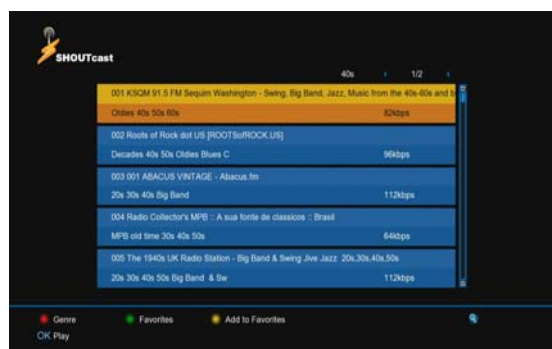 SHOUTcast
40s 1/2
001 KSQM 91.5 FM Sequim Washington - Swing, Big Band, Jazz, Music from the 40s-60s and b
Oldies 40s 50s 60s 82kbps
002 Roots of Rock dot US [ROOTSofROCK.US]
Decades 40s 50s Oldies Blues C 96kbps
003 001 ABACUS VINTAGE - Abacus.fm
20s 30s 40s Big Band 112kbps
004 Radio Collector's MPB :: A sua fonte de classicos :: Brasil
MPB old time 30s 40s 50s 64kbps
005 The 1940s UK Radio Station - Big Band & Swing Jive Jazz 20s,30s,40s,50s
20s 30s 40s 50s Big Band & Sw 112kbps
Genre Favorites Add to Favorites
OK Play